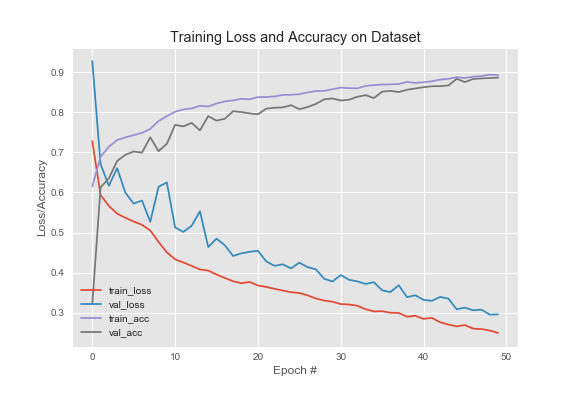 Training Loss and Accuracy on Dataset
0.9
0.8
0.7
0.6
0.5
0.4
0.3
Loss/Accuracy
train_loss
val_loss
train_acc
val_acc
0 10 20 30 40 50
Epoch #